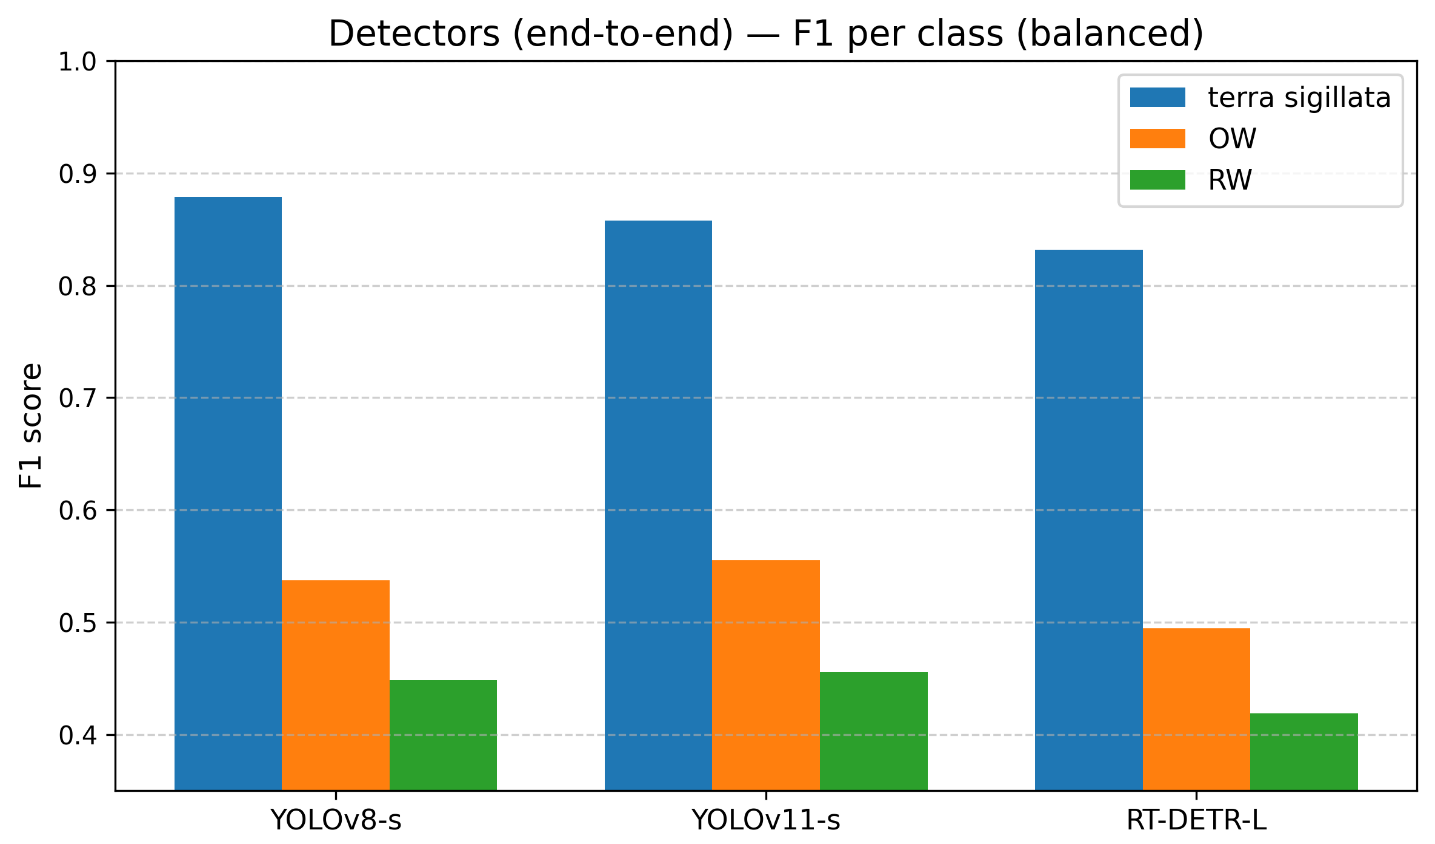 Detectors (end-to-end) — F1 per class (balanced)
1.0
0.9
0.8
0.7
0.6
0.5
0.4
F1 score
terra sigillata
OW
RW
YOLOv8-s
YOLOv11-s
RT-DETR-L